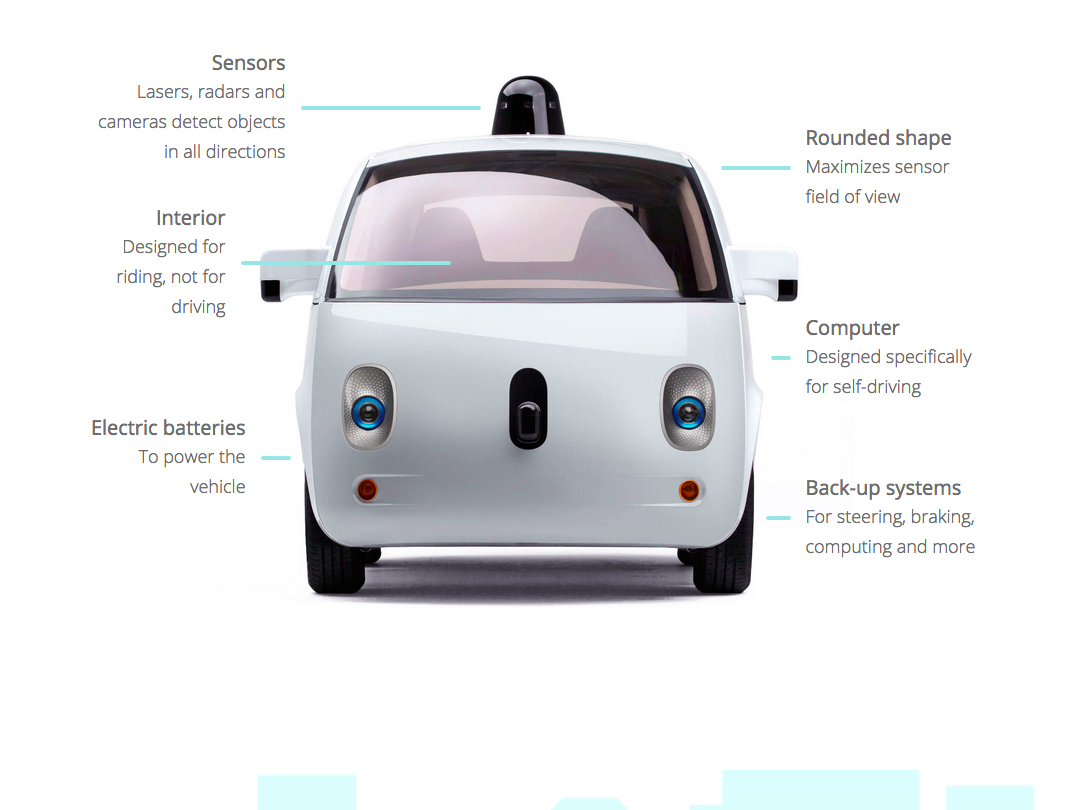 Sensors
Lasers, radars and
cameras detect objects
in all directions
Rounded shape
Maximizes sensor
field of view
Interior
Designed for
riding, not for
driving
Computer
Designed specifically
for self-driving
Electric batteries
To power the
vehicle
Back-up systems
For steering, braking,
computing and more